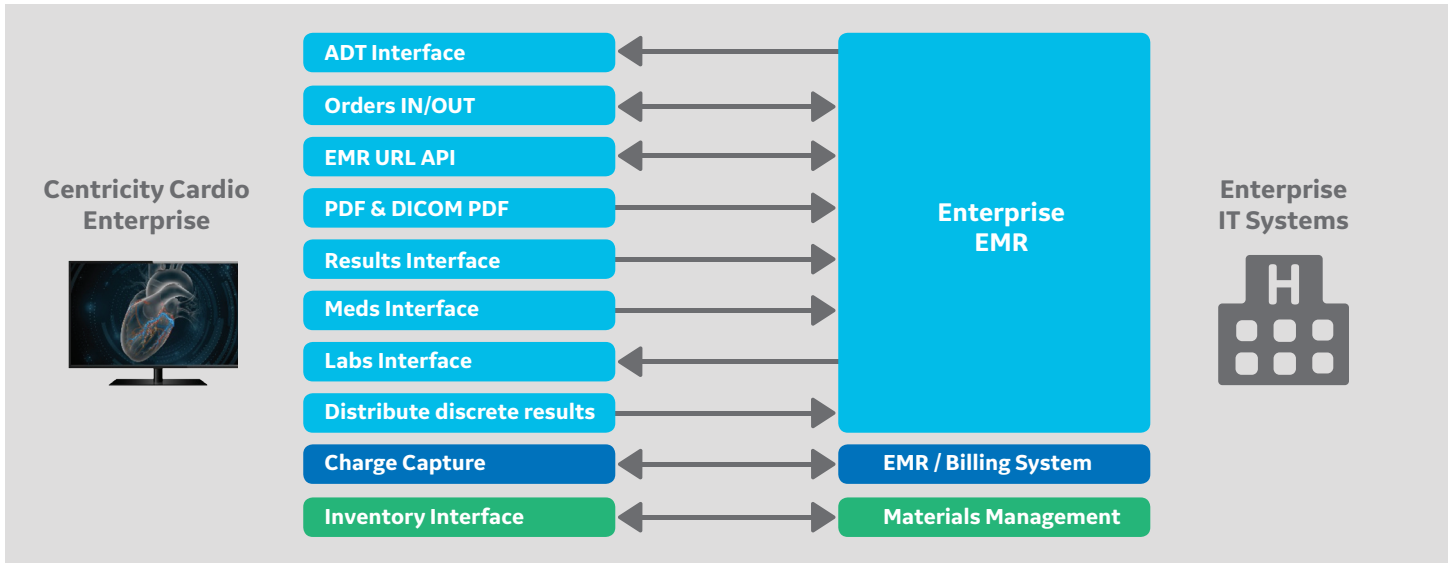 Centricity Cardio
Enterprise
ADT Interface
Orders IN/OUT
EMR URL API
PDF & DICOM PDF
Results Interface
Meds Interface
Labs Interface
Distribute discrete results
Charge Capture
Inventory Interface
Enterprise
EMR
EMR / Billing System
Materials Management
Enterprise
IT Systems
H